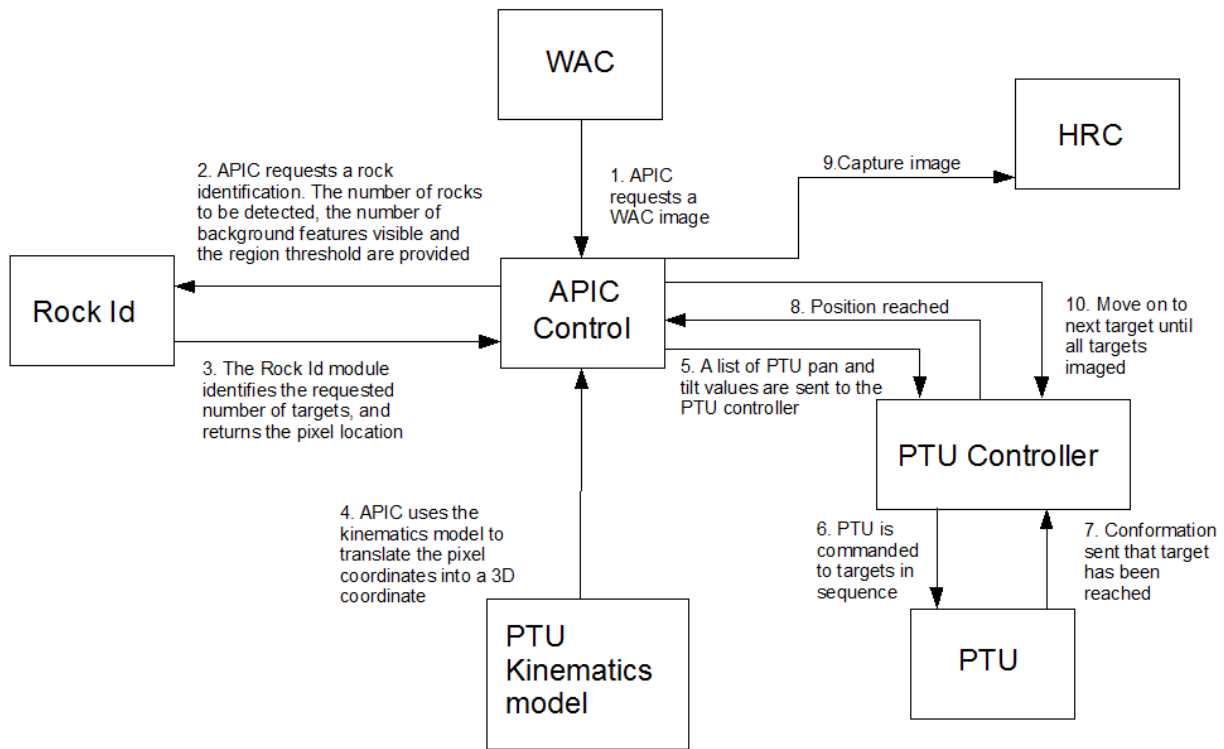 WAC
HRC
2. APIC requests a rock
identification. The number of rocks
to be detected, the number of
background features visible and
the region threshold are provided
1. APIC
requests a
WAC image
9.Capture image
Rock Id
APIC
Control
3. The Rock Id module
identifies the requested
number of targets, and
returns the pixel location
8. Position reached
10. Move on to
next target until
all targets
imaged
5. A list of PTU pan and
tilt values are sent to the
PTU controller
PTU Controller
4. APIC uses the
kinematics model to
translate the pixel
coordinates into a 3D
coordinate
6. PTU is
commanded
to targets in
sequence
7. Conformation
sent that target
has been
reached
PTU
Kinematics
model
PTU